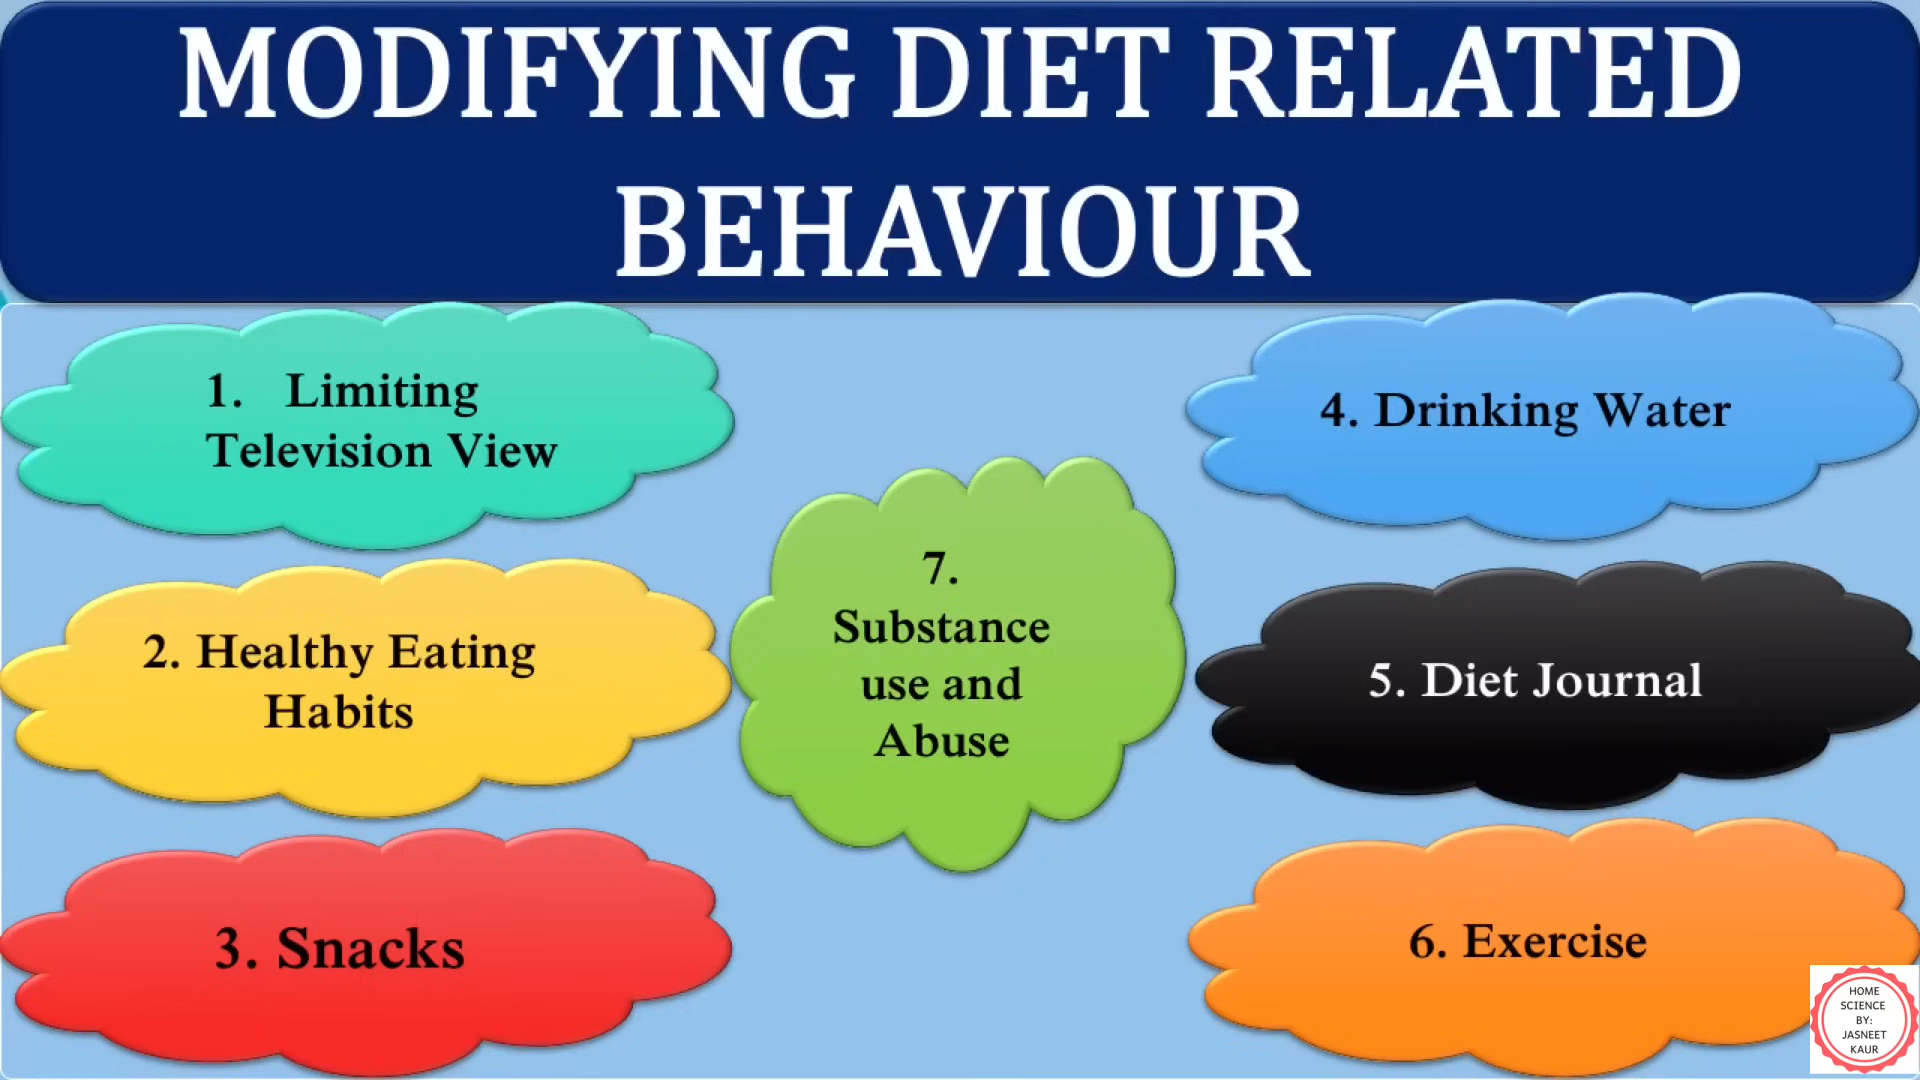 MODIFYING DIET RELATED
BEHAVIOUR
1. Limiting
Television View
2. Healthy Eating
Habits
3. Snacks
4. Drinking Water
5. Diet Journal
6. Exercise
7.
Substance
use and
Abuse
HOME
SCIENCE
BY:
JASNEET
KAUR